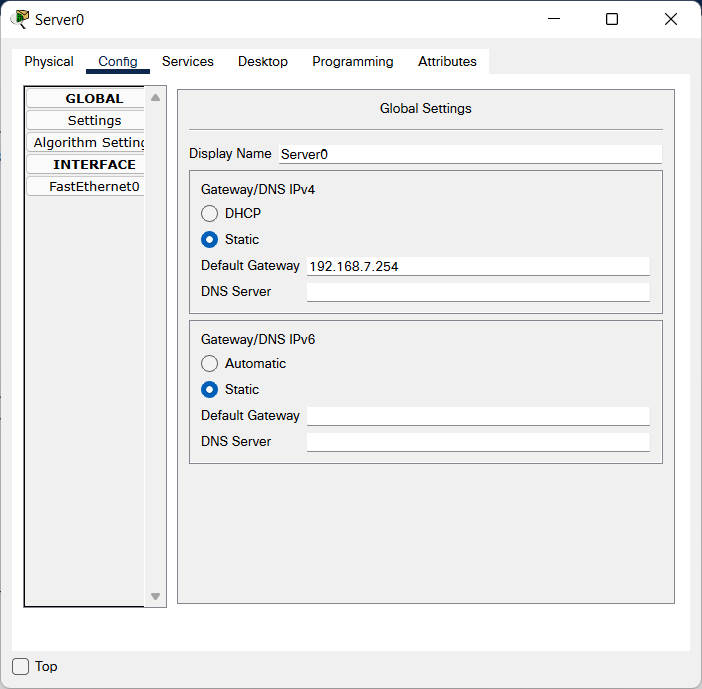 Server0
Physical Config Services Desktop Programming Attributes
GLOBAL
Settings
Algorithm Setting
INTERFACE
FastEthernet0
Global Settings
Display Name Server0
Gateway/DNS IPv4
DHCP
Static
Default Gateway 192.168.7.254
DNS Server
Gateway/DNS IPv6
Automatic
Static
Default Gateway
DNS Server
Top